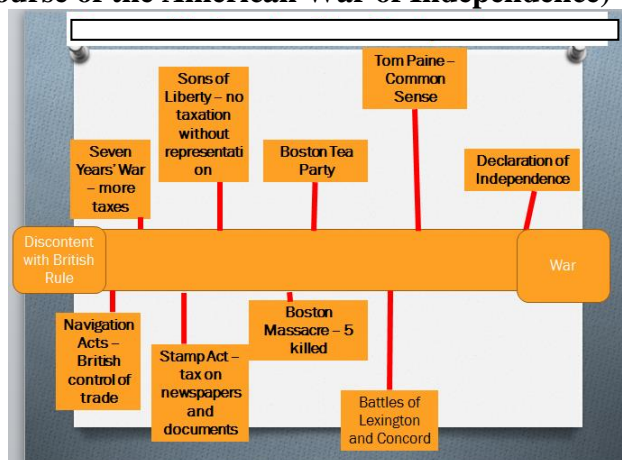 ourse of the American War of Independence)
Tom Paine –
Common
Sense
Sons of
Liberty – no
taxation
without
representati
on
Seven
Years' War
– more
taxes
Boston Tea
Party
Declaration of
Independence
Discontent
with British
Rule
War
Navigation
Acts –
British
control of
trade
Stamp Act –
tax on
newspapers
and
documents
Boston
Massacre – 5
killed
Battles of
Lexington
and Concord